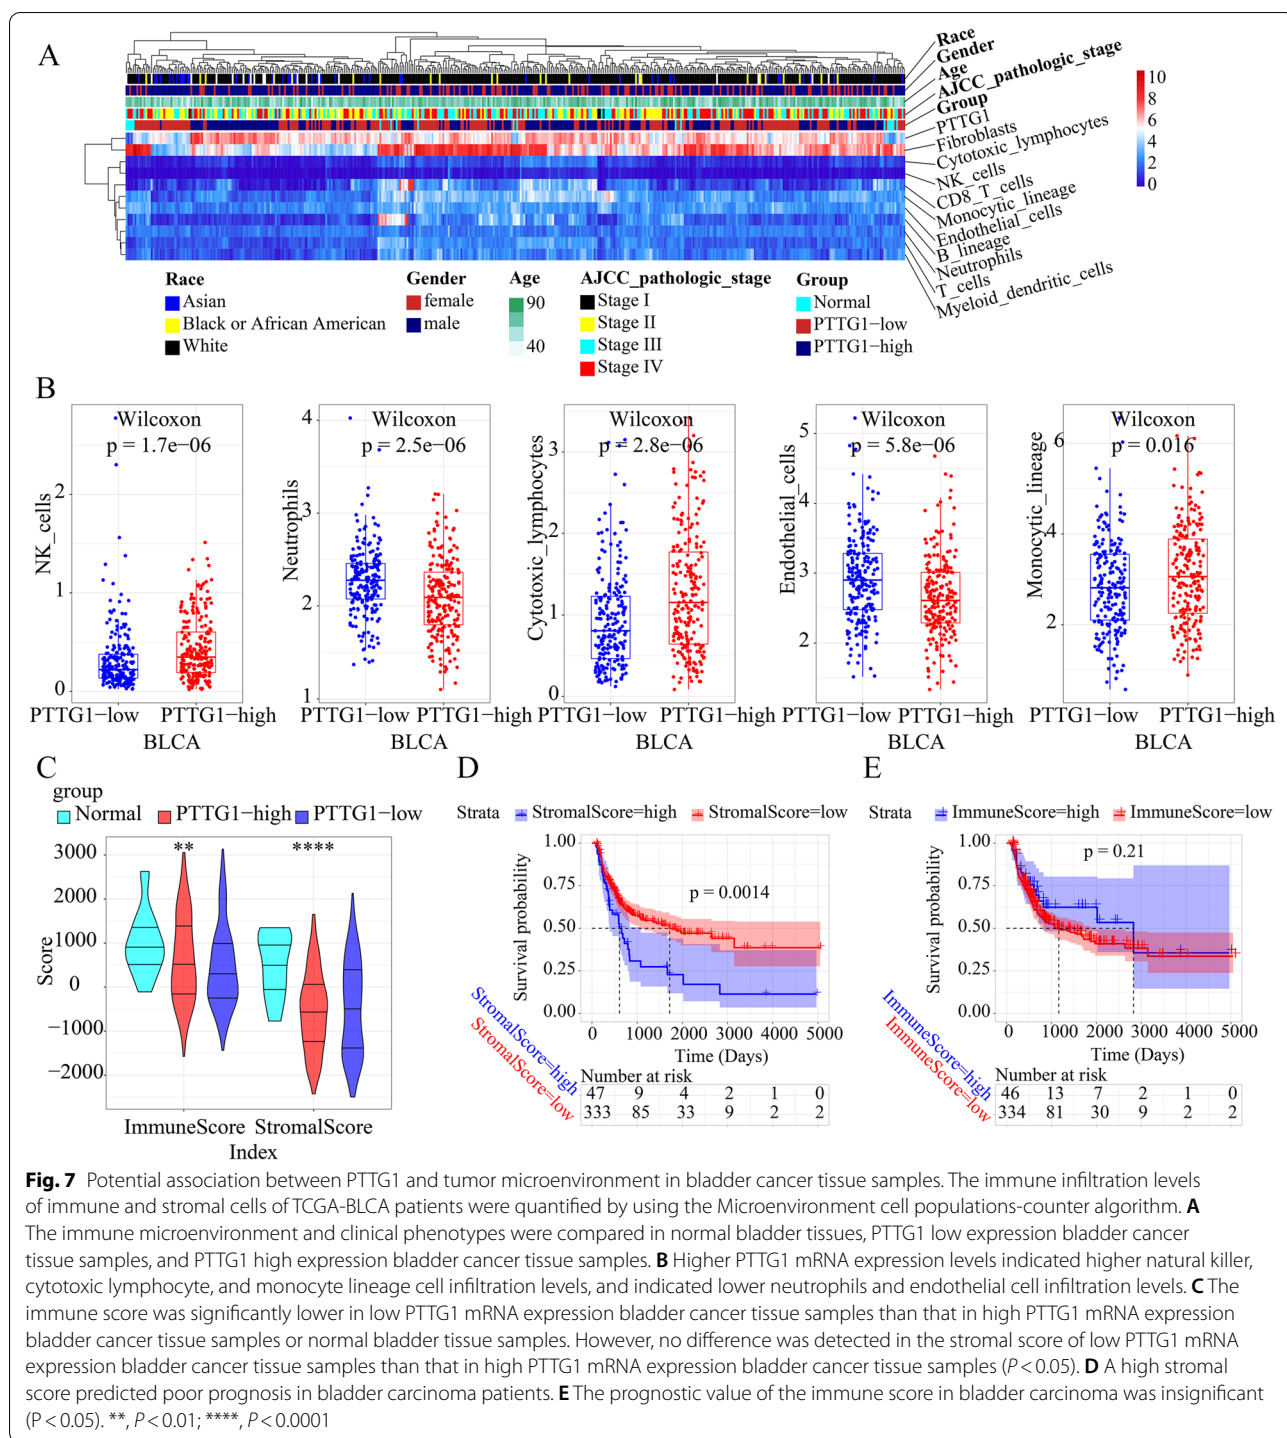 A
Race
Gender
Age
AJCC_pathologic_stage
Group
PTTG1
Fibroblasts
Cytotoxic_lymphocytes
NK_cells
CD8_T_cells
Monocytic_lineage
Endothelial_cells
B_lineage
Neutrophils
T_cells
Myeloid_dendritic_cells
10
8
6
4
2
0
Race
Asian
Black or African American
White
Gender
female
male
Age
90
40
AJCC_pathologic_stage
Stage I
Stage II
Stage III
Stage IV
Group
Normal
PTTG1−low
PTTG1−high
B
NK_cells
Wilcoxon
p = 1.7e−06
2
1
0
PTTG1−low PTTG1−high
BLCA
Neutrophils
Wilcoxon
p = 2.5e−06
4
3
2
1
PTTG1−low PTTG1−high
BLCA
Cytotoxic_lymphocytes
Wilcoxon
p = 2.8e−06
3
2
1
0
PTTG1−low PTTG1−high
BLCA
Endothelial_cells
Wilcoxon
p = 5.8e−06
5
4
3
2
PTTG1−low PTTG1−high
BLCA
Monocytic_lineage
Wilcoxon
p = 0.016
6
4
2
PTTG1−low PTTG1−high
BLCA
C
group
Normal PTTG1−high PTTG1−low
Score
3000
2000
1000
0
−1000
−2000
** ****
ImmuneScore StromalScore
Index
D
Strata StromalScore=high StromalScore=low
Survival probability
1.00
0.75
0.50
0.25
0.00
p = 0.0014
0 1000 2000 3000 4000 5000
Time (Days)
Number at risk
StromalScore=high
47 9 4 2 1 0
StromalScore=low
333 85 33 9 2 2
E
Strata ImmuneScore=high ImmuneScore=low
Survival probability
1.00
0.75
0.50
0.25
0.00
p = 0.21
0 1000 2000 3000 4000 5000
Time (Days)
Number at risk
ImmuneScore=high
46 13 7 2 1 0
ImmuneScore=low
334 81 30 9 2 2
Fig. 7 Potential association between PTTG1 and tumor microenvironment in bladder cancer tissue samples. The immune infiltration levels
of immune and stromal cells of TCGA-BLCA patients were quantified by using the Microenvironment cell populations-counter algorithm. A
The immune microenvironment and clinical phenotypes were compared in normal bladder tissues, PTTG1 low expression bladder cancer
tissue samples, and PTTG1 high expression bladder cancer tissue samples. B Higher PTTG1 mRNA expression levels indicated higher natural killer,
cytotoxic lymphocyte, and monocyte lineage cell infiltration levels, and indicated lower neutrophils and endothelial cell infiltration levels. C The
immune score was significantly lower in low PTTG1 mRNA expression bladder cancer tissue samples than that in high PTTG1 mRNA expression
bladder cancer tissue samples or normal bladder tissue samples. However, no difference was detected in the stromal score of low PTTG1 mRNA
expression bladder cancer tissue samples than that in high PTTG1 mRNA expression bladder cancer tissue samples (P < 0.05). D A high stromal
score predicted poor prognosis in bladder carcinoma patients. E The prognostic value of the immune score in bladder carcinoma was insignificant
(P < 0.05). **, P < 0.01; ****, P < 0.0001